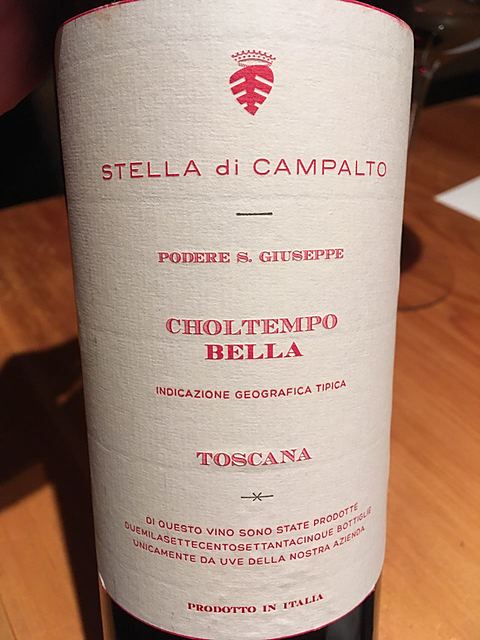 STELLA di CAMPALTO
PODERE S. GIUSEPPE
CHOLTEMPO
BELLA
INDICAZIONE GEOGRAFICA TIPICA
TOSCANA
DI QUESTO VINO SONO STATE PRODOTTE
DUEMILASETTECENTOSETTANTACINQUE BOTTIGLIE
UNICAMENTE DA UVE DELLA NOSTRA AZIENDA
PRODOTTO IN ITALIA